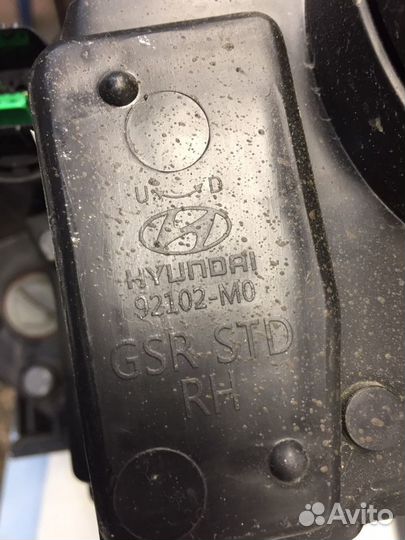 HYUNDAI
92102-M0
GSR STD
RH
Avito